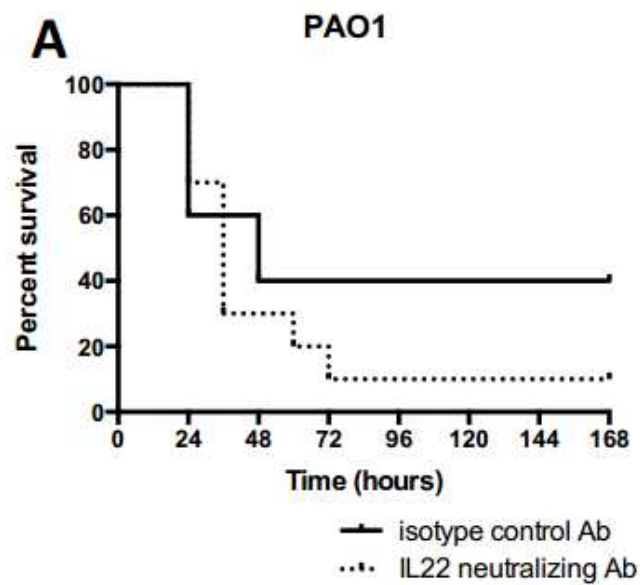 A
PAO1
Percent survival
100
80
60
40
20
0
0 24 48 72 96 120 144 168
Time (hours)
isotype control Ab
IL22 neutralizing Ab